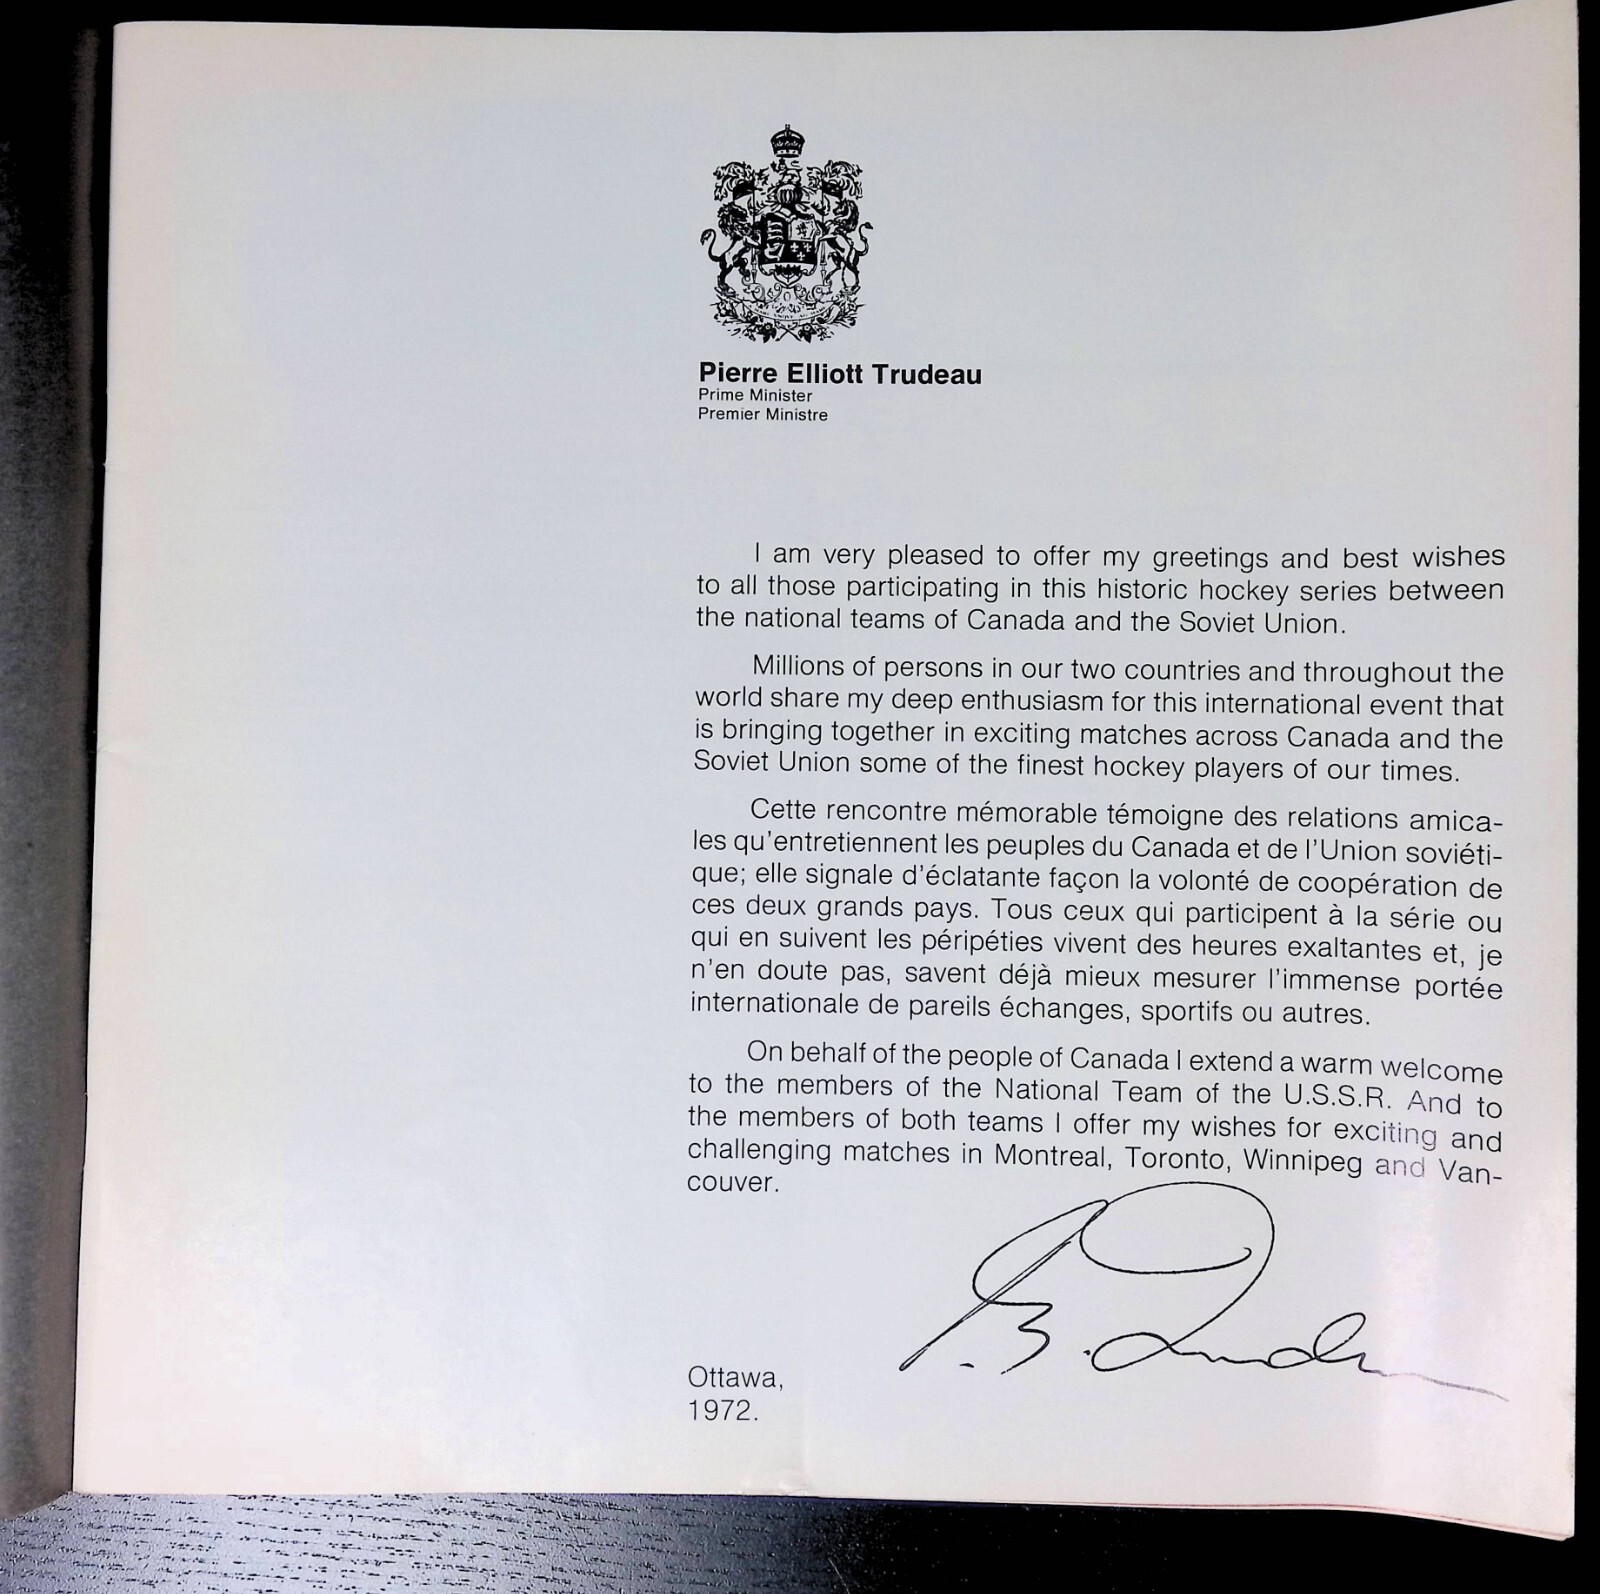 Pierre Elliott Trudeau
Prime Minister
Premier Ministre
I am very pleased to offer my greetings and best wishes
to all those participating in this historic hockey series between
the national teams of Canada and the Soviet Union.
Millions of persons in our two countries and throughout the
world share my deep enthusiasm for this international event that
is bringing together in exciting matches across Canada and the
Soviet Union some of the finest hockey players of our times.
Cette rencontre mémorable témoigne des relations amica-
les qu'entretiennent les peuples du Canada et de l'Union soviéti-
que; elle signale d'éclatante façon la volonté de coopération de
ces deux grands pays. Tous ceux qui participent à la série ou
qui en suivent les péripéties vivent des heures exaltantes et, je
n'en doute pas, savent déjà mieux mesurer l'immense portée
internationale de pareils échanges, sportifs ou autres.
On behalf of the people of Canada I extend a warm welcome
to the members of the National Team of the U.S.S.R. And to
the members of both teams I offer my wishes for exciting and
challenging matches in Montreal, Toronto, Winnipeg and Van-
couver.
Ottawa,
1972.